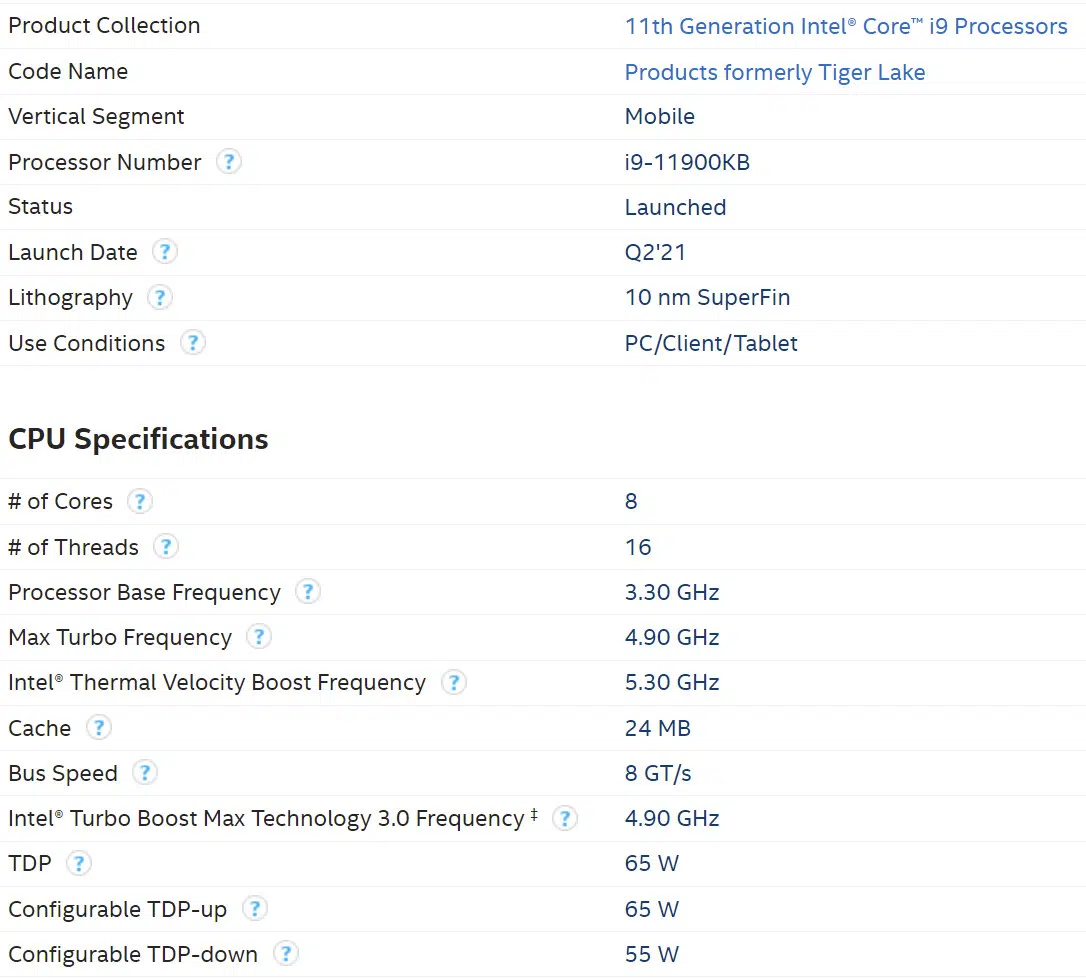 Product Collection 11th Generation Intel® Core™ i9 Processors
Code Name Products formerly Tiger Lake
Vertical Segment Mobile
Processor Number ? i9-11900KB
Status Launched
Launch Date ? Q2'21
Lithography ? 10 nm SuperFin
Use Conditions ? PC/Client/Tablet
CPU Specifications
# of Cores ? 8
# of Threads ? 16
Processor Base Frequency ? 3.30 GHz
Max Turbo Frequency ? 4.90 GHz
Intel® Thermal Velocity Boost Frequency ? 5.30 GHz
Cache ? 24 MB
Bus Speed ? 8 GT/s
Intel® Turbo Boost Max Technology 3.0 Frequency ‡ ? 4.90 GHz
TDP ? 65 W
Configurable TDP-up ? 65 W
Configurable TDP-down ? 55 W